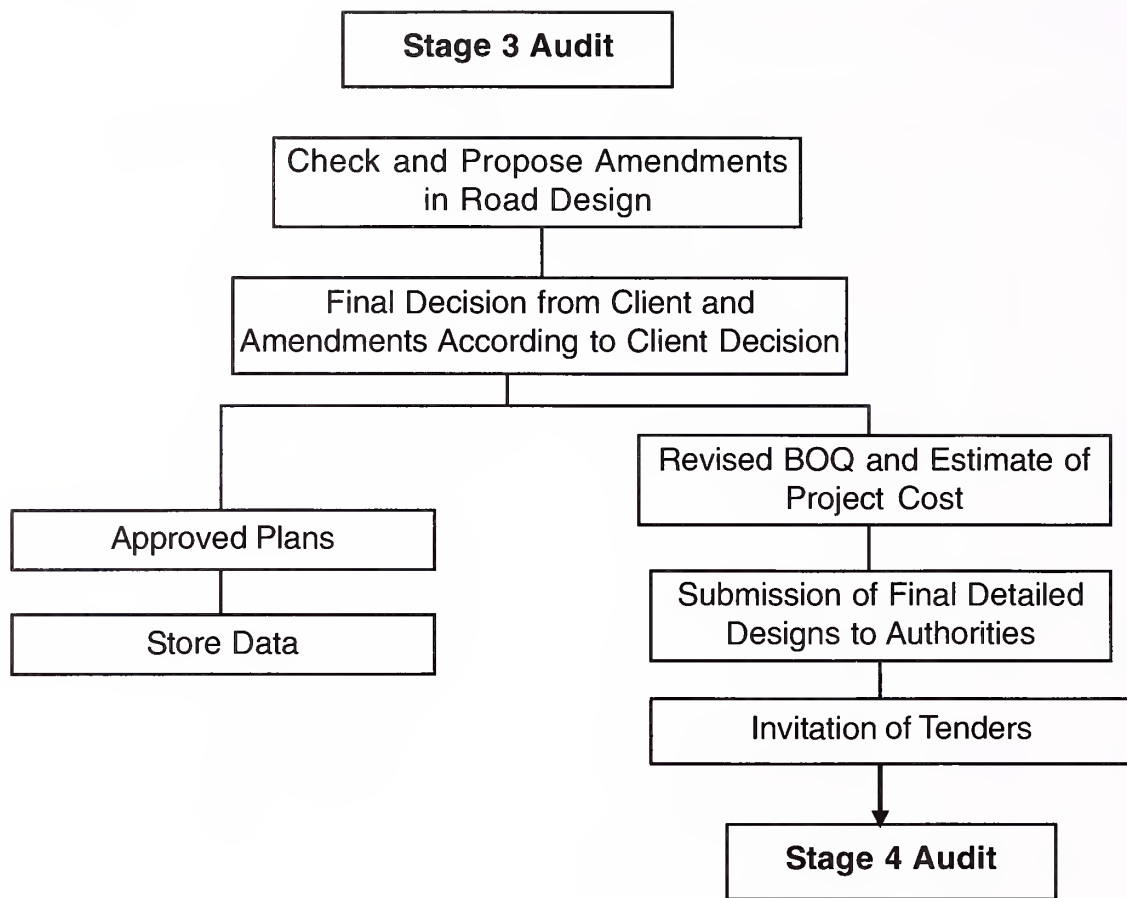 Stage 3 Audit
Check and Propose Amendments
in Road Design
Final Decision from Client and
Amendments According to Client Decision
Approved Plans
Store Data
Revised BOQ and Estimate of
Project Cost
Submission of Final Detailed
Designs to Authorities
Invitation of Tenders
Stage 4 Audit